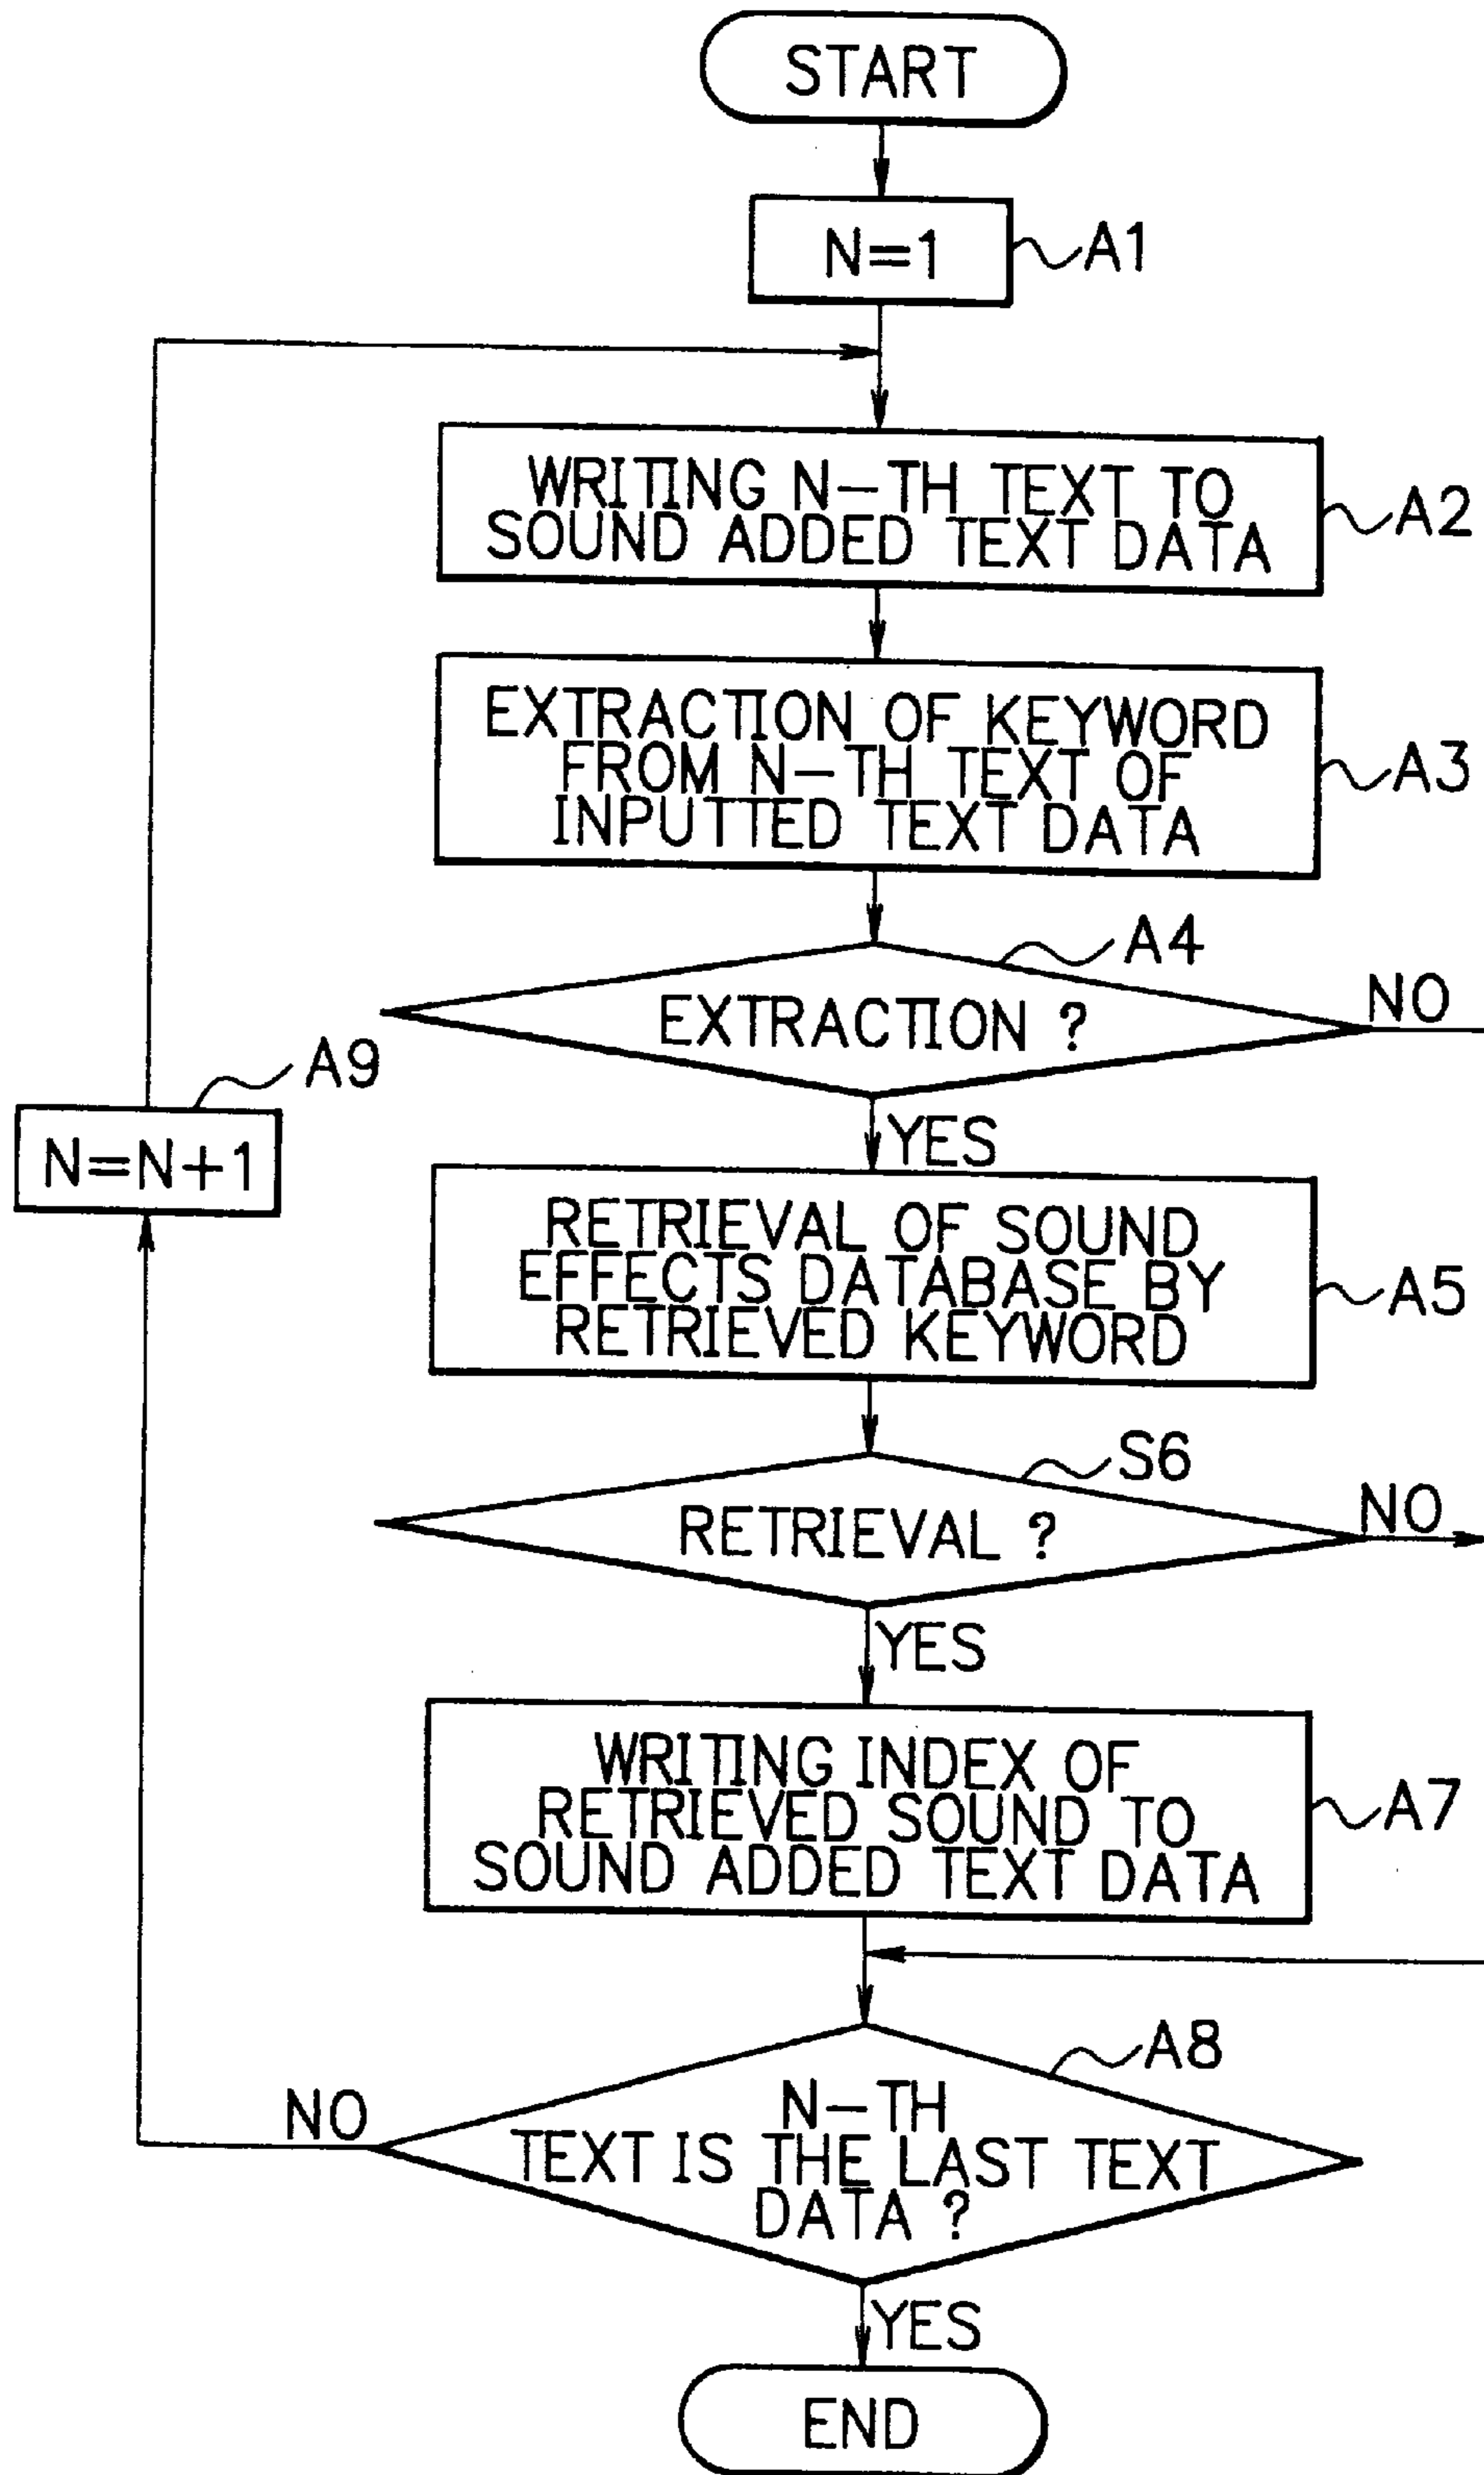 START
N=1
A1
WRITING N-TH TEXT TO
SOUND ADDED TEXT DATA
A2
EXTRACTION OF KEYWORD
FROM N-TH TEXT OF
INPUTTED TEXT DATA
A3
A4
EXTRACTION ?
NO
YES
A9
N=N+1
RETRIEVAL OF SOUND
EFFECTS DATABASE BY
RETRIEVED KEYWORD
A5
S6
RETRIEVAL ?
NO
YES
WRITING INDEX OF
RETRIEVED SOUND TO
SOUND ADDED TEXT DATA
A7
A8
N-TH
TEXT IS THE LAST TEXT
DATA ?
NO
YES
END